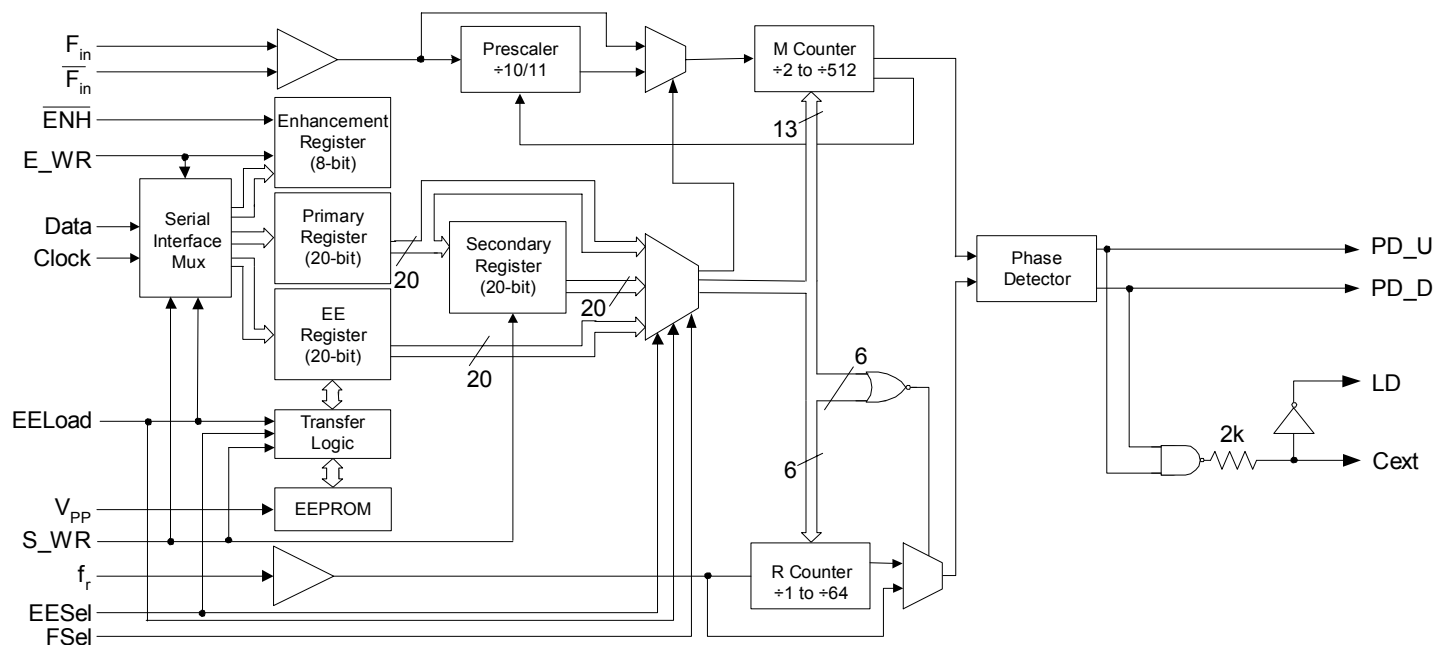 F_in
F̅_in
E̅N̅H̅
E_WR
Data
Clock
EELoad
V_PP
S_WR
f_r
EESel
FSel
Prescaler
÷10/11
M Counter
÷2 to ÷512
13
Enhancement
Register
(8-bit)
Serial
Interface
Mux
Primary
Register
(20-bit)
20
Secondary
Register
(20-bit)
20
EE
Register
(20-bit)
20
Transfer
Logic
EEPROM
6
6
R Counter
÷1 to ÷64
Phase
Detector
PD_U
PD_D
LD
2k
Cext